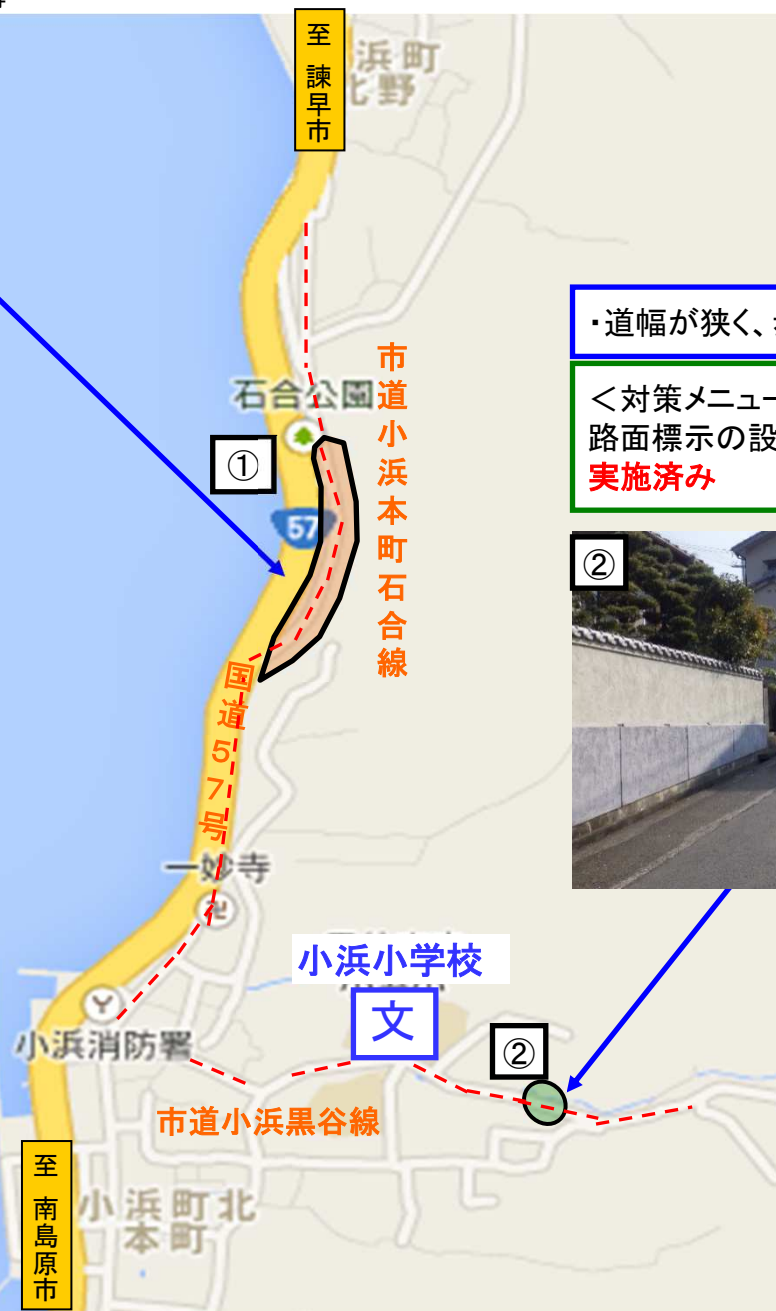 至 諫早市
浜町
北野
・道幅が狭く、
石合公園
市道小浜本町石合線
<対策メニュー
路面標示の設
実施済み
①
57
②
国道57号
一妙寺
小浜小学校
文
小浜消防署
②
市道小浜黒谷線
至 南島原市
小浜町北
本町